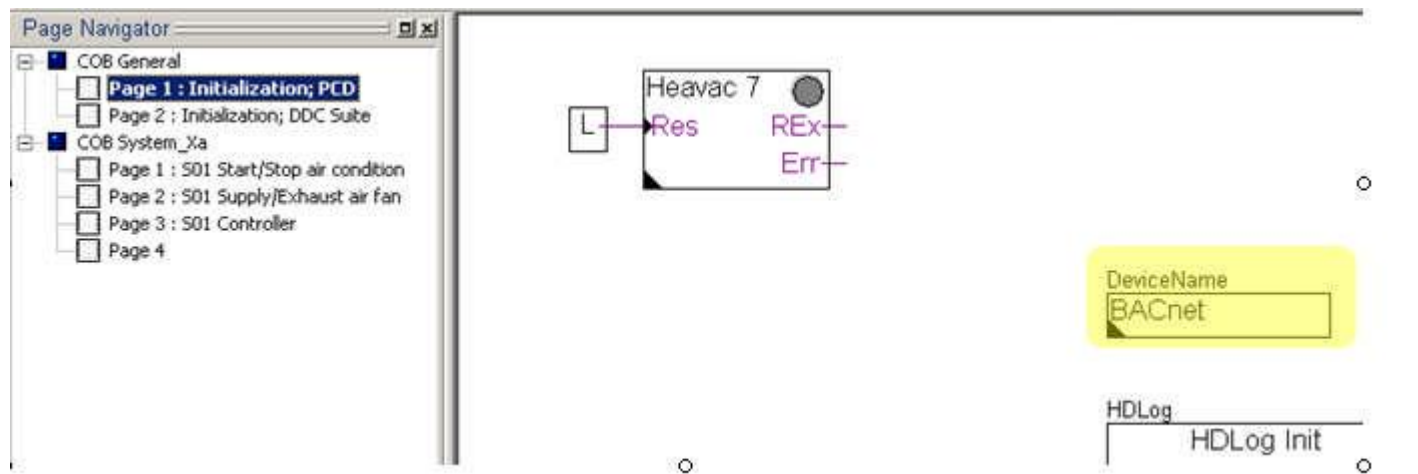 Page Navigator
COB General
Page 1 : Initialization; PCD
Page 2 : Initialization; DDC Suite
COB System_Xa
Page 1 : S01 Start/Stop air condition
Page 2 : S01 Supply/Exhaust air fan
Page 3 : S01 Controller
Page 4
Heavac 7
L Res REx
Err
DeviceName
BACnet
HDLog
HDLog Init